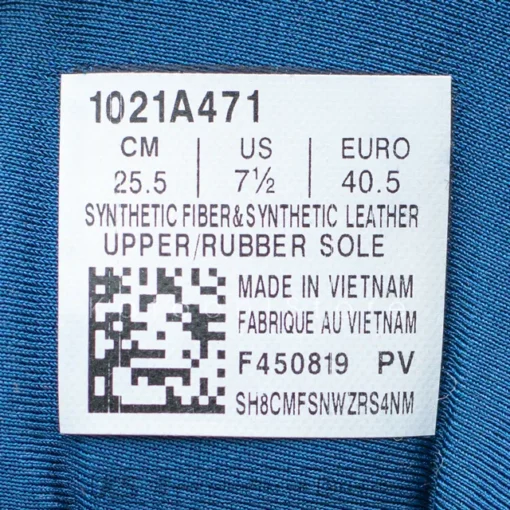 1021A471
CM | US | EURO
25.5 | 7½ | 40.5
SYNTHETIC FIBER&SYNTHETIC LEATHER
UPPER/RUBBER SOLE
MADE IN VIETNAM
FABRIQUE AU VIETNAM
F450819 PV
SH8CMFSNWZRS4NM